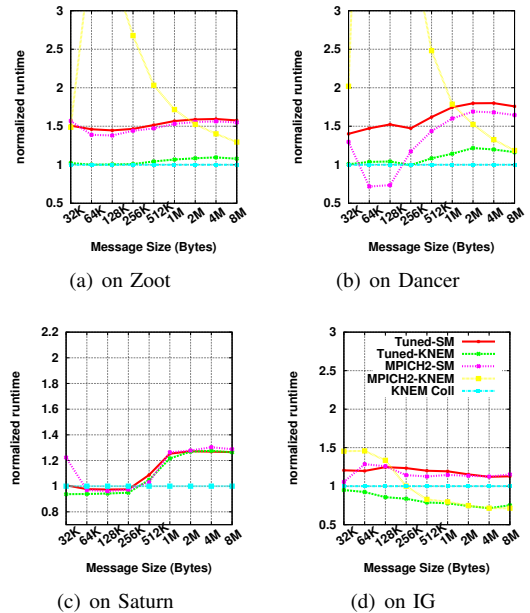 3
2.5
2
1.5
1
0.5
normalized runtime
32K 64K 128K 256K 512K 1M 2M 4M 8M
Message Size (Bytes)
(a) on Zoot
3
2.5
2
1.5
1
0.5
normalized runtime
32K 64K 128K 256K 512K 1M 2M 4M 8M
Message Size (Bytes)
(b) on Dancer
2.2
2
1.8
1.6
1.4
1.2
1
0.8
normalized runtime
32K 64K 128K 256K 512K 1M 2M 4M 8M
Message Size (Bytes)
(c) on Saturn
3
2.5
2
1.5
1
0.5
normalized runtime
Tuned-SM
Tuned-KNEM
MPICH2-SM
MPICH2-KNEM
KNEM Coll
32K 64K 128K 256K 512K 1M 2M 4M 8M
Message Size (Bytes)
(d) on IG